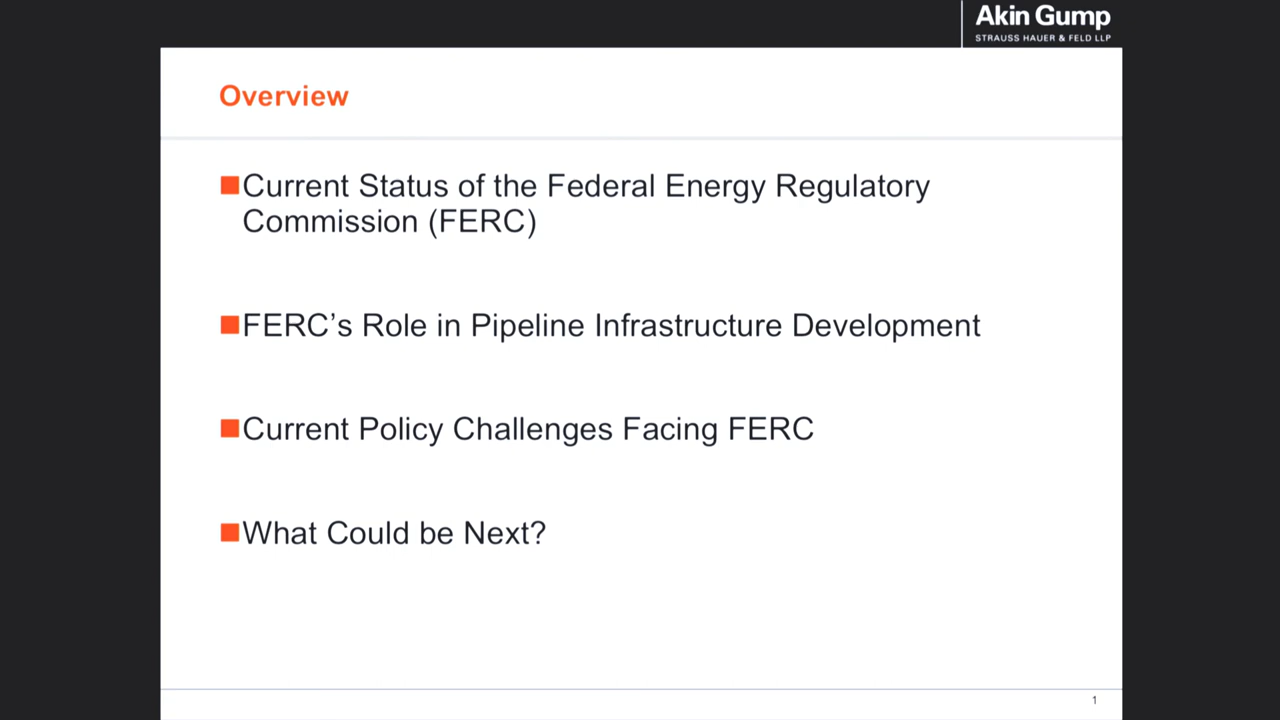 Akin Gump
STRAUSS HAUER & FELD LLP
Overview
Current Status of the Federal Energy Regulatory
Commission (FERC)
FERC’s Role in Pipeline Infrastructure Development
Current Policy Challenges Facing FERC
What Could be Next?
1